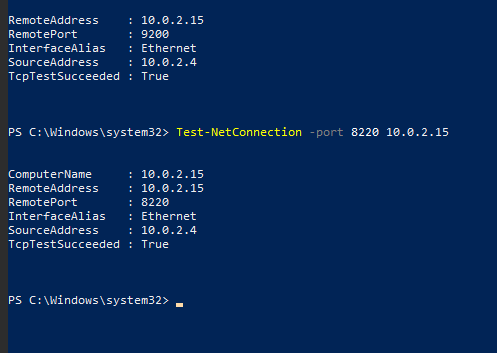 RemoteAddress    : 10.0.2.15
RemotePort       : 9200
InterfaceAlias   : Ethernet
SourceAddress    : 10.0.2.4
TcpTestSucceeded : True
PS C:\Windows\system32> Test-NetConnection -port 8220 10.0.2.15
ComputerName     : 10.0.2.15
RemoteAddress    : 10.0.2.15
RemotePort       : 8220
InterfaceAlias   : Ethernet
SourceAddress    : 10.0.2.4
TcpTestSucceeded : True
PS C:\Windows\system32>